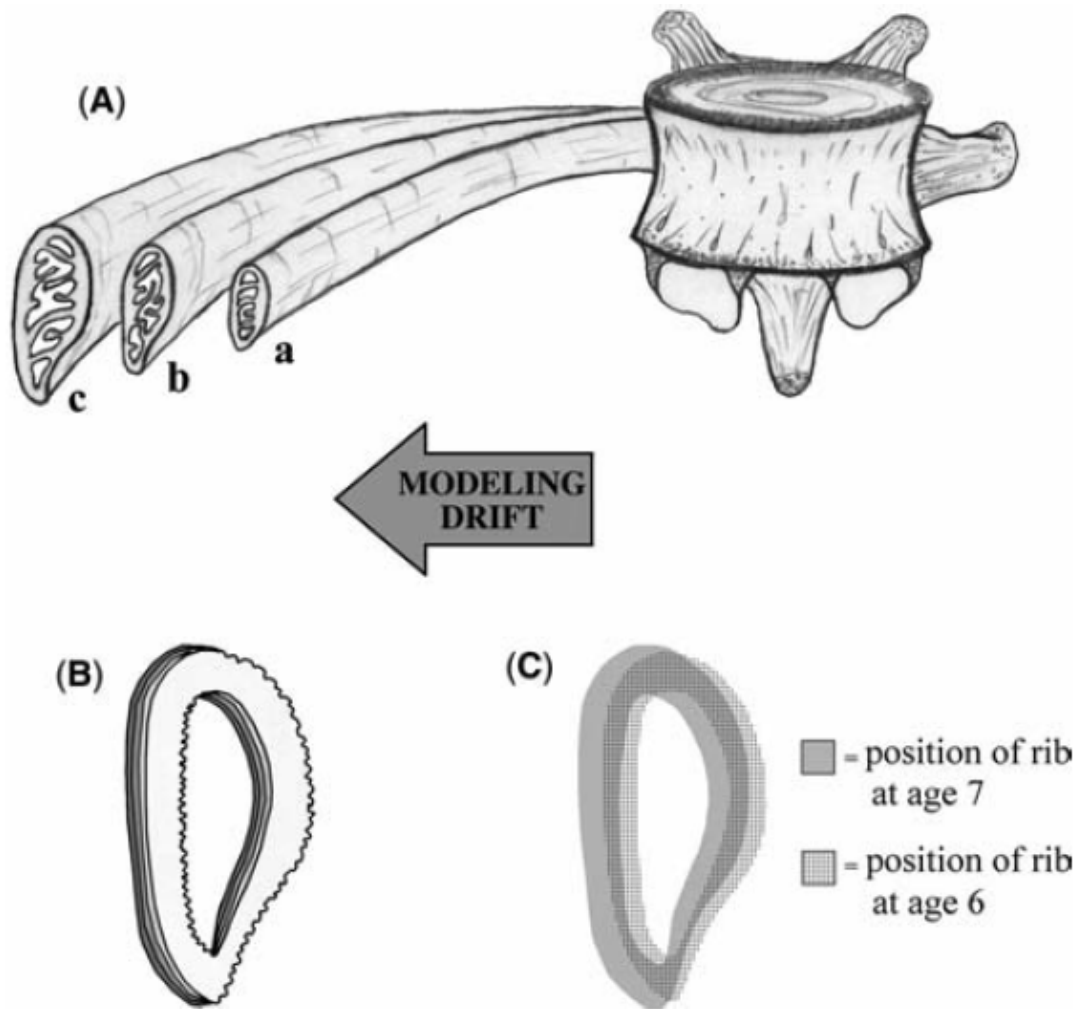 (A)
a
b
c
MODELING
DRIFT
(B)
(C)
= position of rib
at age 7
= position of rib
at age 6